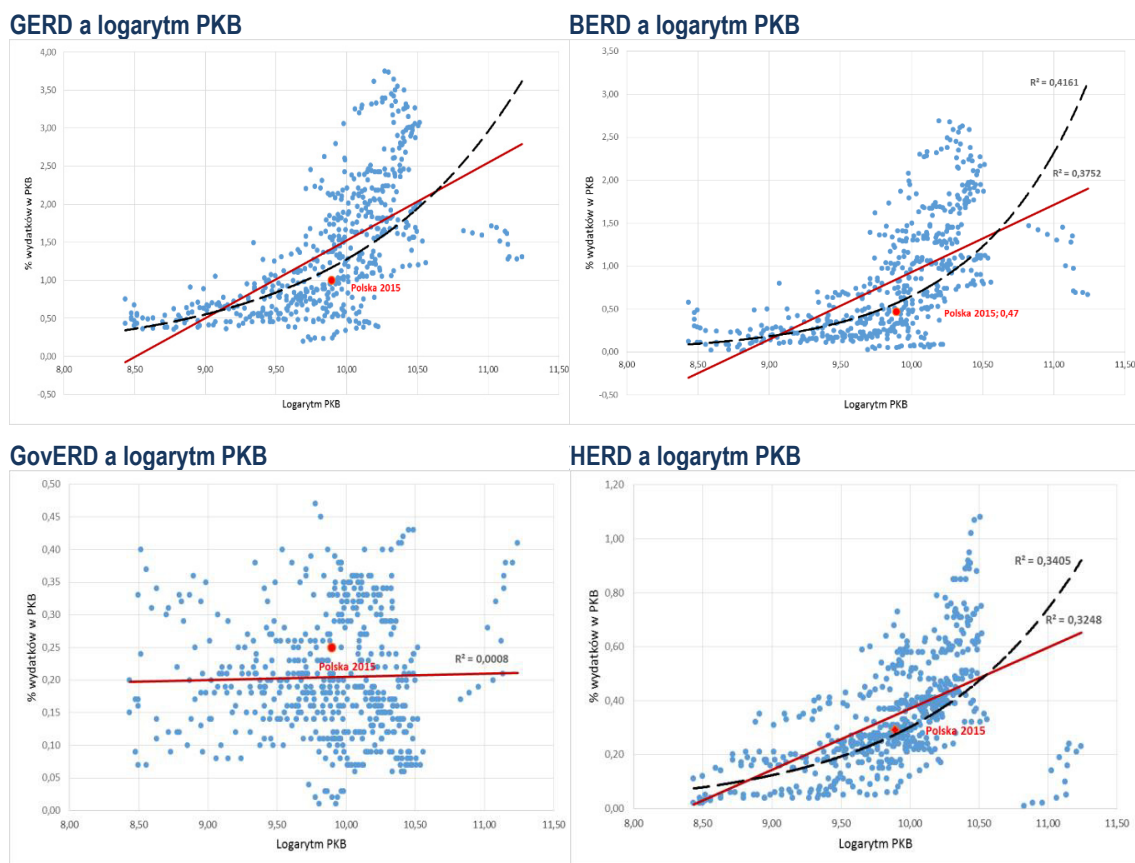 GERD a logarytm PKB
4,00
3,50
3,00
2,50
2,00
1,50
1,00
0,50
0,00
-0,50
% wydatków w PKB
8,00 8,50 9,00 9,50 10,00 10,50 11,00 11,50
Logarytm PKB
Polska 2015
BERD a logarytm PKB
3,50
3,00
2,50
2,00
1,50
1,00
0,50
0,00
-0,50
% wydatków w PKB
8,00 8,50 9,00 9,50 10,00 10,50 11,00 11,50
Logarytm PKB
R² = 0,4161
R² = 0,3752
Polska 2015; 0,47
GovERD a logarytm PKB
0,50
0,45
0,40
0,35
0,30
0,25
0,20
0,15
0,10
0,05
0,00
% wydatków w PKB
8,00 8,50 9,00 9,50 10,00 10,50 11,00 11,50
Logarytm PKB
R² = 0,0008
Polska 2015
HERD a logarytm PKB
1,20
1,00
0,80
0,60
0,40
0,20
0,00
% wydatków w PKB
8,00 8,50 9,00 9,50 10,00 10,50 11,00 11,50
Logarytm PKB
R² = 0,3405
R² = 0,3248
Polska 2015